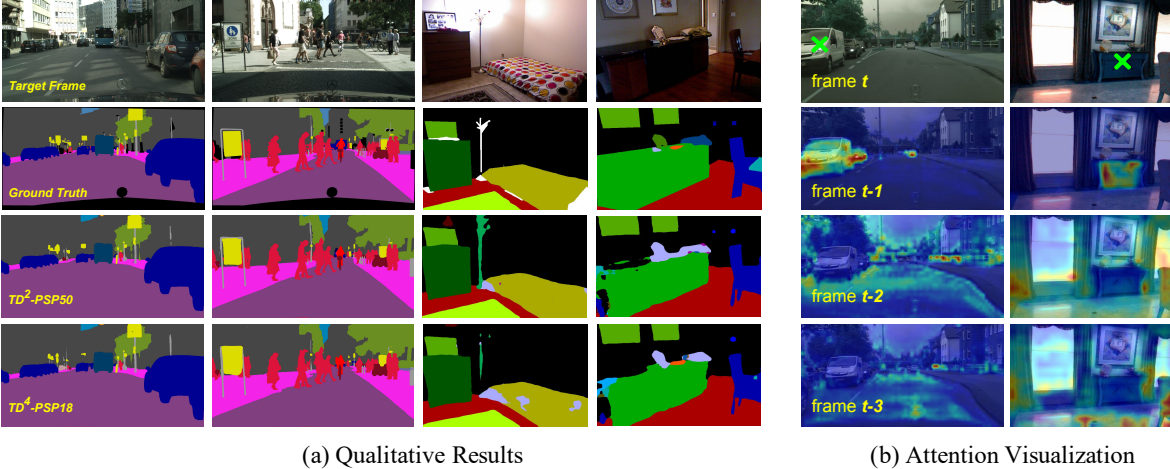 Target Frame
frame t
Ground Truth
frame t-1
TD²-PSP50
frame t-2
TD⁴-PSP18
frame t-3
(a) Qualitative Results
(b) Attention Visualization